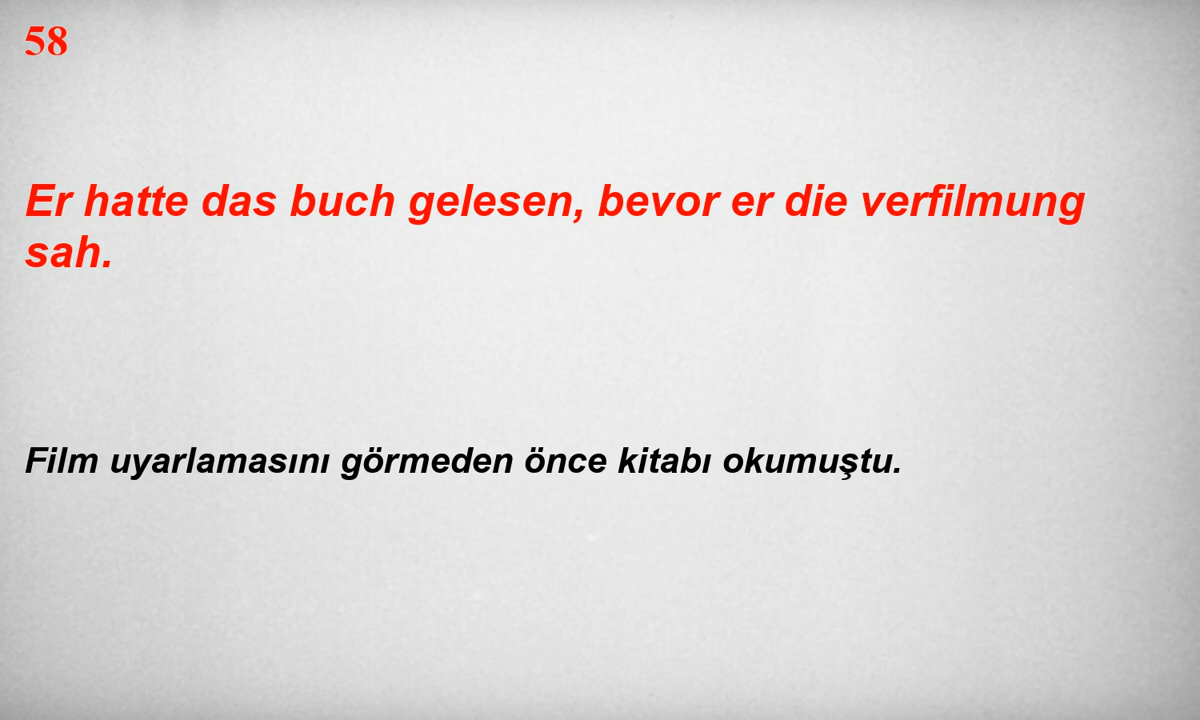 58
Er hatte das buch gelesen, bevor er die verfilmung
sah.
Film uyarlamasını görmeden önce kitabı okumuştu.